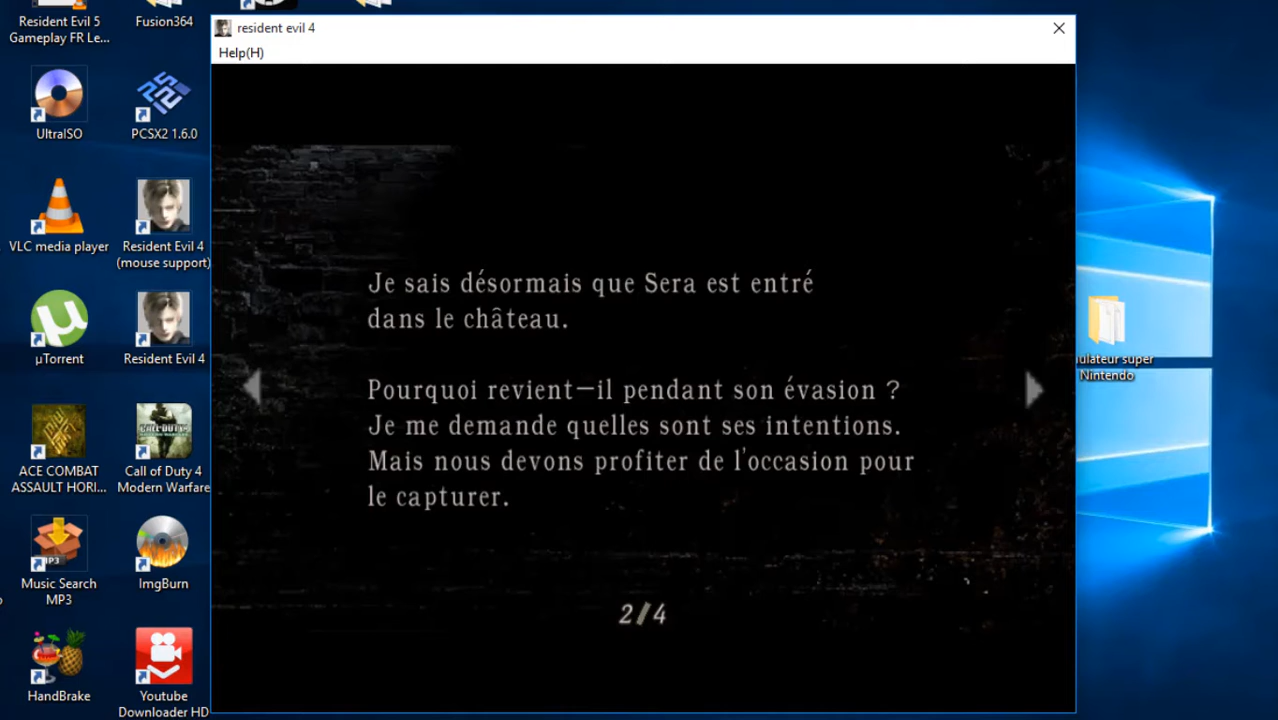 Resident Evil 5
Gameplay FR Le...
Fusion364
resident evil 4
Help(H)
UltraISO
PCSX2 1.6.0
VLC media player
Resident Evil 4
(mouse support)
µTorrent
Resident Evil 4
ACE COMBAT
ASSAULT HORI...
Call of Duty 4
Modern Warfare
Music Search
MP3
ImgBurn
HandBrake
Youtube
Downloader HD
Je sais désormais que Sera est entré
dans le château.
Pourquoi revient-il pendant son évasion ?
Je me demande quelles sont ses intentions.
Mais nous devons profiter de l'occasion pour
le capturer.
2/4
ulateur super
Nintendo